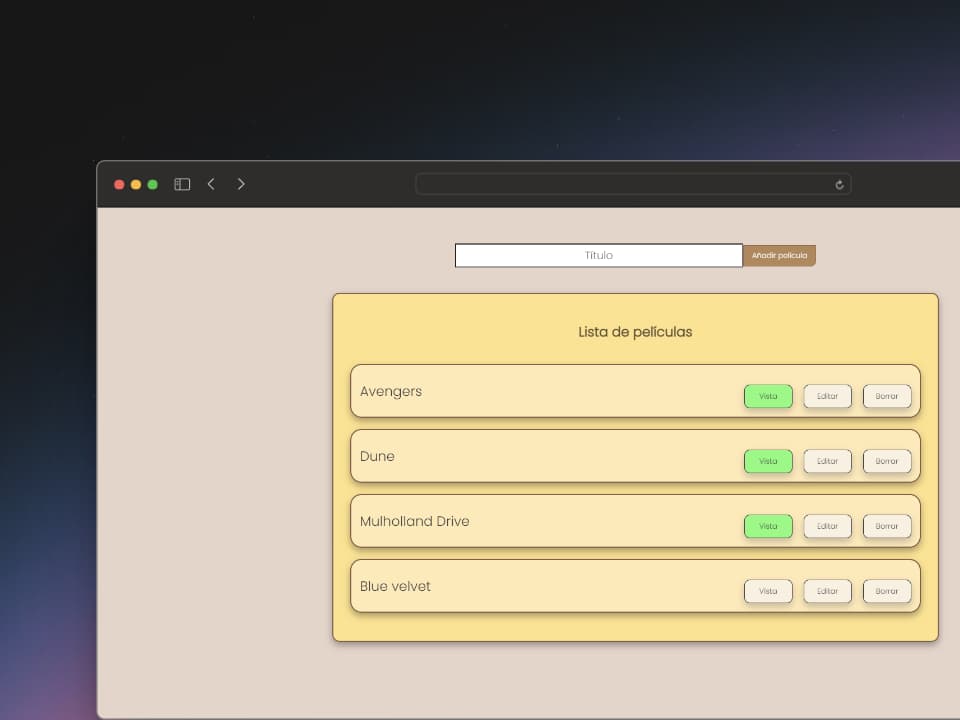 Título
Añadir película
Lista de películas
Avengers
Vista
Editar
Borrar
Dune
Vista
Editar
Borrar
Mulholland Drive
Vista
Editar
Borrar
Blue velvet
Vista
Editar
Borrar